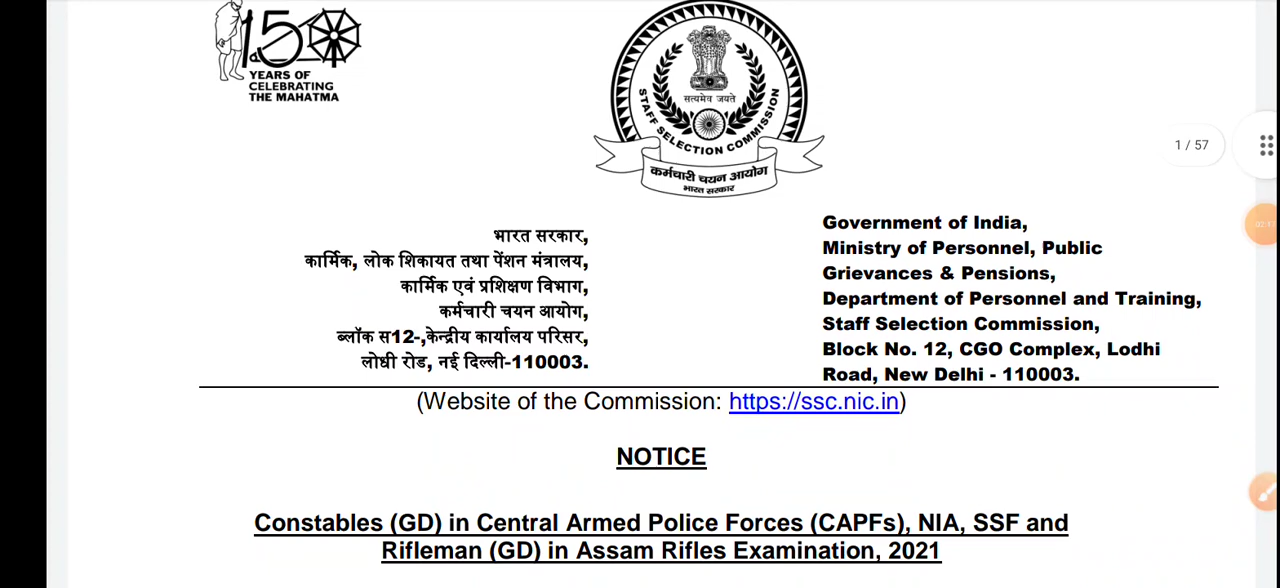 150
YEARS OF
CELEBRATING
THE MAHATMA
सत्यमेव जयते
STAFF SELECTION COMMISSION
कर्मचारी चयन आयोग
भारत सरकार
1 / 57
भारत सरकार,
कार्मिक, लोक शिकायत तथा पेंशन मंत्रालय,
कार्मिक एवं प्रशिक्षण विभाग,
कर्मचारी चयन आयोग,
ब्लॉक स12-,केन्द्रीय कार्यालय परिसर,
लोधी रोड, नई दिल्ली-110003.
Government of India,
Ministry of Personnel, Public
Grievances & Pensions,
Department of Personnel and Training,
Staff Selection Commission,
Block No. 12, CGO Complex, Lodhi
Road, New Delhi - 110003.
(Website of the Commission: https://ssc.nic.in)
NOTICE
Constables (GD) in Central Armed Police Forces (CAPFs), NIA, SSF and
Rifleman (GD) in Assam Rifles Examination, 2021